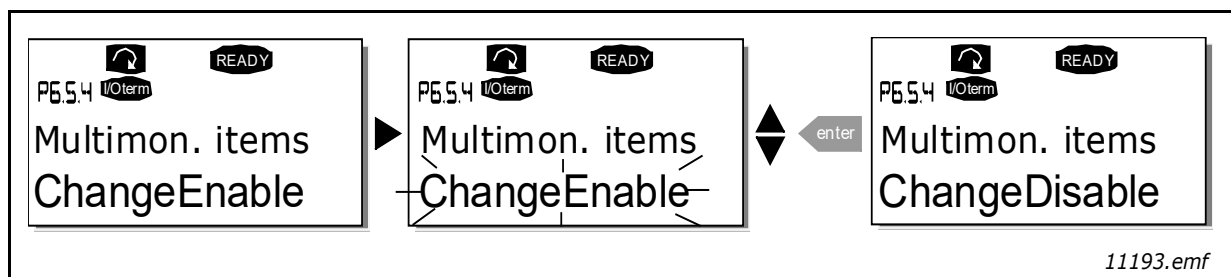 READY
P6.5.4 I/Oterm
Multimon. items
ChangeEnable
READY
P6.5.4 I/Oterm
Multimon. items
ChangeEnable
enter
READY
P6.5.4 I/Oterm
Multimon. items
ChangeDisable
11193.emf